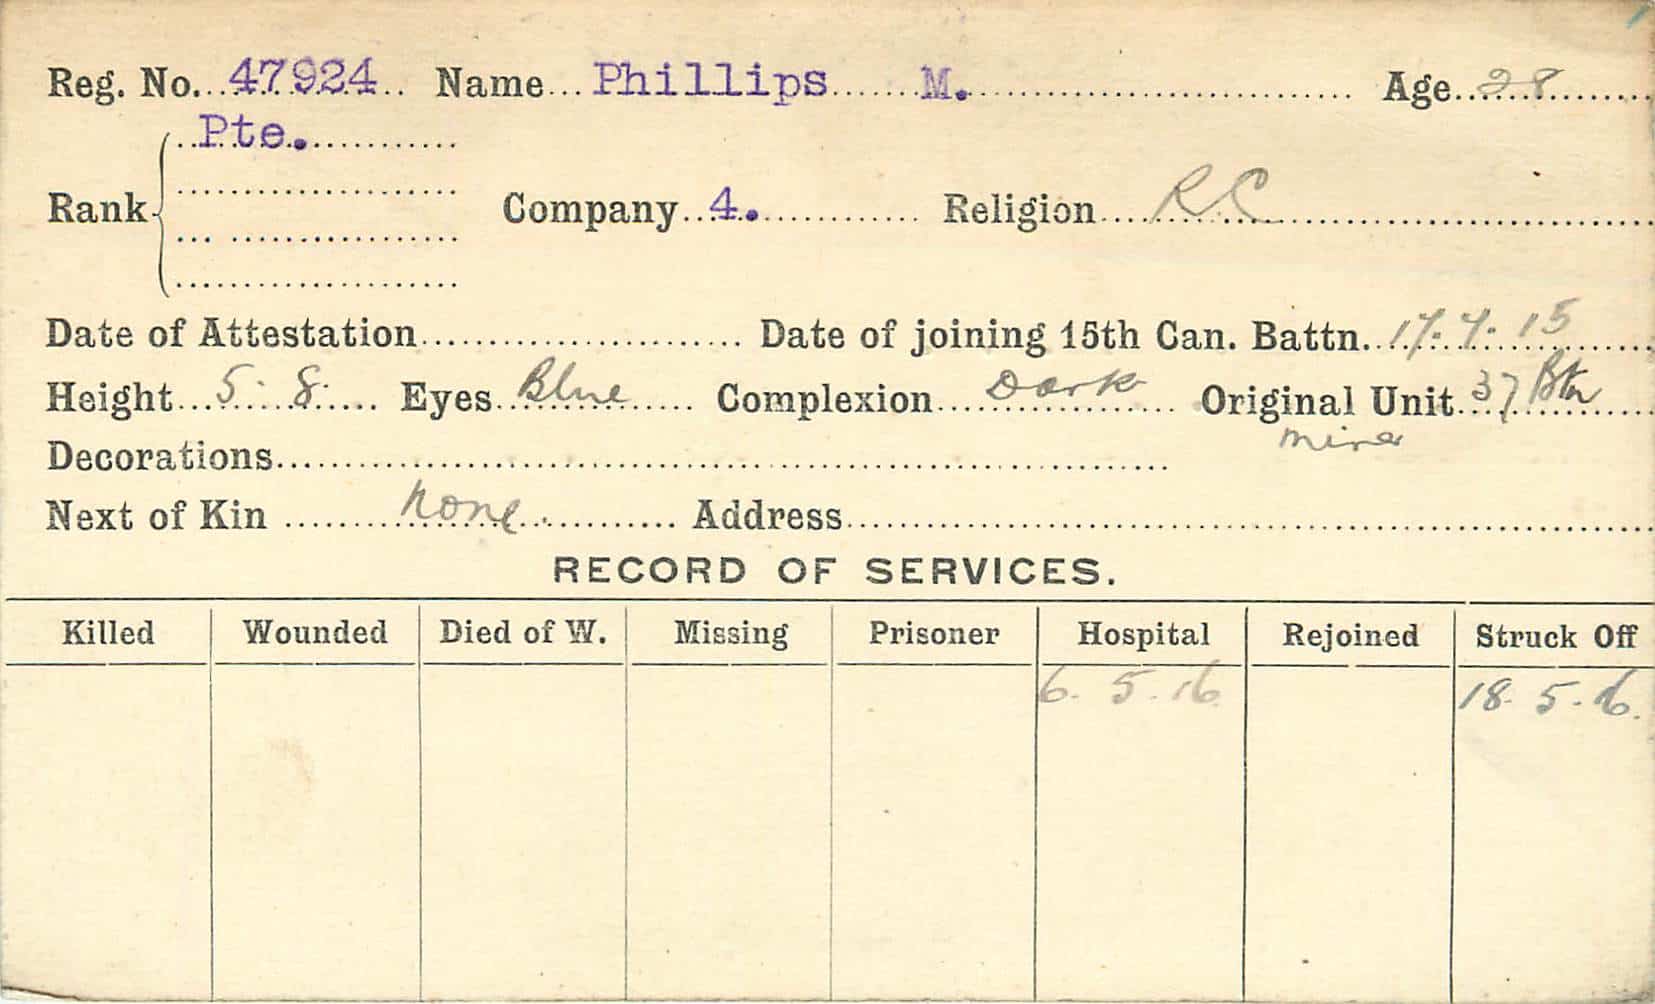 Reg. No. 47924 Name Phillips M. Age 28
Pte.
Rank Company 4. Religion RC
Date of Attestation Date of joining 15th Can. Battn. 17.7.15
Height 5.8. Eyes Blue Complexion Dark Original Unit 37 Btn
Decorations miner
Next of Kin none. Address
RECORD OF SERVICES.
Killed Wounded Died of W. Missing Prisoner Hospital Rejoined Struck Off
6.5.16 18.5.16.